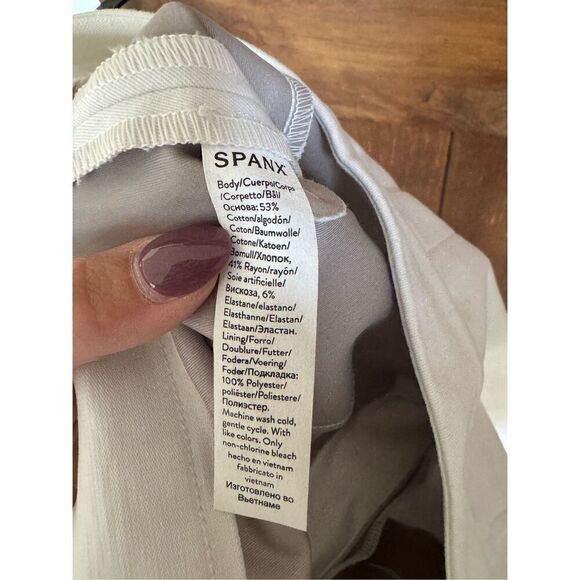 SPANX
Body/Cuerpo/Corps
/Corpetto/Bål/
Основа: 53%
Cotton/algodón/
Coton/Baumwolle/
Cotone/Katoen/
Bomull/Хлопок,
41% Rayon/rayón/
Soie artificielle/
Вискоза, 6%
Elastane/elastano/
Elasthanne/Elastan/
Elastaan/Эластан.
Lining/Forro/
Doublure/Futter/
Fodera/Voering/
Foder/Подкладка:
100% Polyester/
poliéster/Poliestere/
Полиэстер.
Machine wash cold,
gentle cycle. With
like colors. Only
non-chlorine bleach
hecho en vietnam
fabbricato in
vietnam
Изготовлено во
Вьетнаме